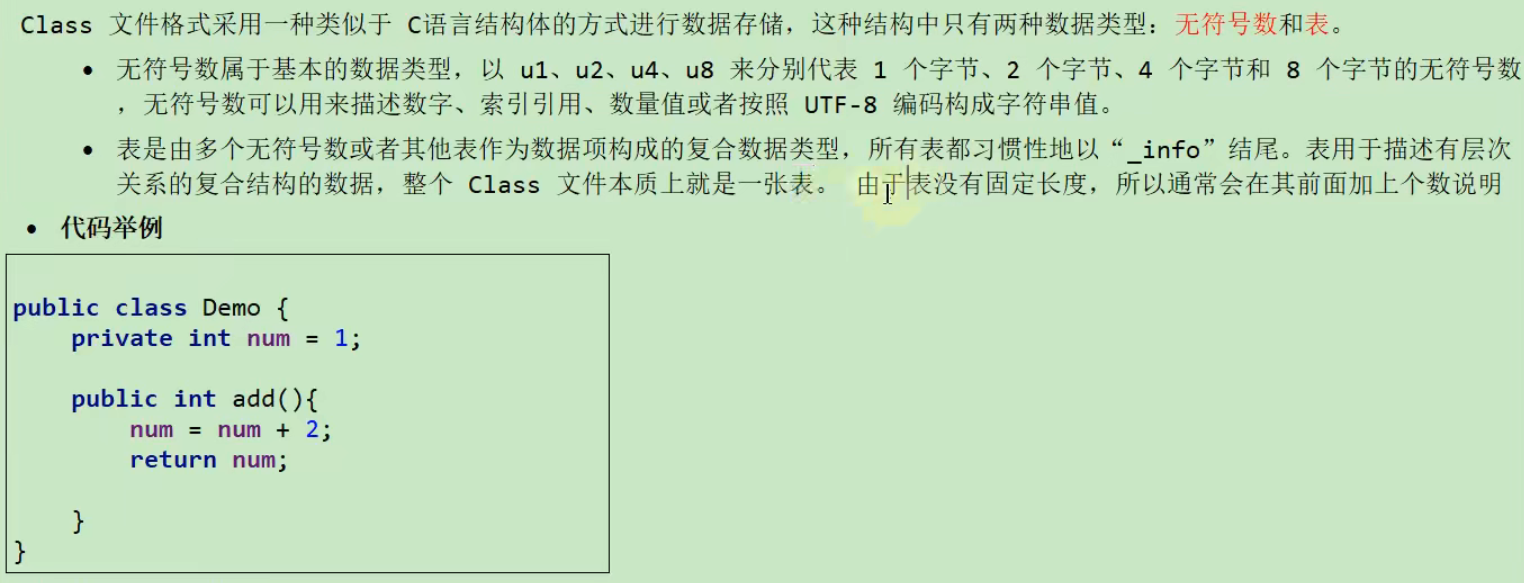 Class 文件格式采用一种类似于 C语言结构体的方式进行数据存储，这种结构中只有两种数据类型：无符号数和表。
• 无符号数属于基本的数据类型，以 u1、u2、u4、u8 来分别代表 1 个字节、2 个字节、4 个字节和 8 个字节的无符号数
，无符号数可以用来描述数字、索引引用、数量值或者按照 UTF-8 编码构成字符串值。
• 表是由多个无符号数或者其他表作为数据项构成的复合数据类型，所有表都习惯性地以“_info”结尾。表用于描述有层次
关系的复合结构的数据，整个 Class 文件本质上就是一张表。 由于表没有固定长度，所以通常会在其前面加上个数说明
• 代码举例
public class Demo {
    private int num = 1;
    public int add(){
        num = num + 2;
        return num;
    }
}